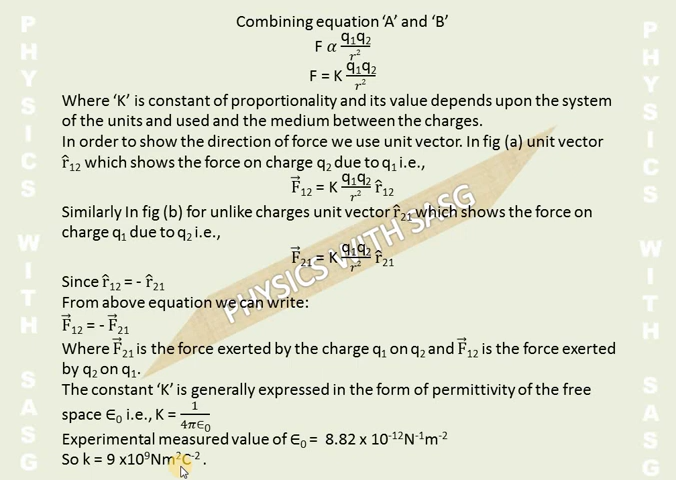 Combining equation ‘A’ and ‘B’
F α q₁q₂/r²
F = K q₁q₂/r²
Where ‘K’ is constant of proportionality and its value depends upon the system
of the units and used and the medium between the charges.
In order to show the direction of force we use unit vector. In fig (a) unit vector
r̂₁₂ which shows the force on charge q₂ due to q₁ i.e.,
F⃗₁₂ = K q₁q₂/r² r̂₁₂
Similarly In fig (b) for unlike charges unit vector r̂₂₁ which shows the force on
charge q₁ due to q₂ i.e.,
F⃗₂₁ = K q₁q₂/r² r̂₂₁
Since r̂₁₂ = - r̂₂₁
From above equation we can write:
F⃗₁₂ = - F⃗₂₁
Where F⃗₂₁ is the force exerted by the charge q₁ on q₂ and F⃗₁₂ is the force exerted
by q₂ on q₁.
The constant ‘K’ is generally expressed in the form of permittivity of the free
space Є₀ i.e., K = 1/4πЄ₀
Experimental measured value of Є₀ = 8.82 x 10⁻¹²N⁻¹m⁻²
So k = 9 x10⁹Nm²C⁻² .
PHYSICS WITH SASG
PHYSICS WITH SASG
PHYSICS WITH SASG